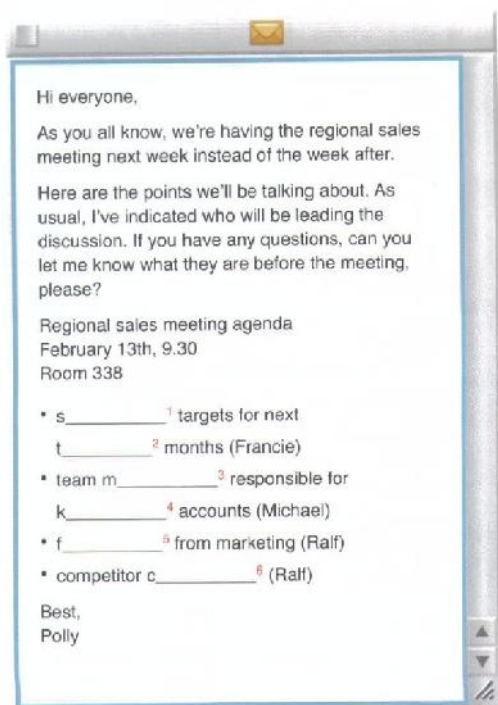 Hi everyone,
As you all know, we're having the regional sales
meeting next week instead of the week after.
Here are the points we'll be talking about. As
usual, I've indicated who will be leading the
discussion. If you have any questions, can you
let me know what they are before the meeting,
please?
Regional sales meeting agenda
February 13th, 9.30
Room 338
• s__________¹ targets for next
t__________² months (Francie)
• team m__________³ responsible for
k__________⁴ accounts (Michael)
• f__________⁵ from marketing (Ralf)
• competitor c__________⁶ (Ralf)
Best,
Polly